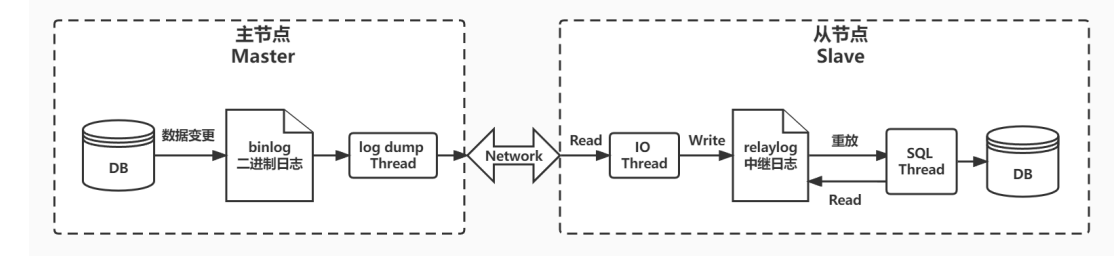 主节点
Master
从节点
Slave
DB
数据变更
binlog
二进制日志
log dump
Thread
Network
Read
IO
Thread
Write
relaylog
中继日志
重放
Read
SQL
Thread
DB